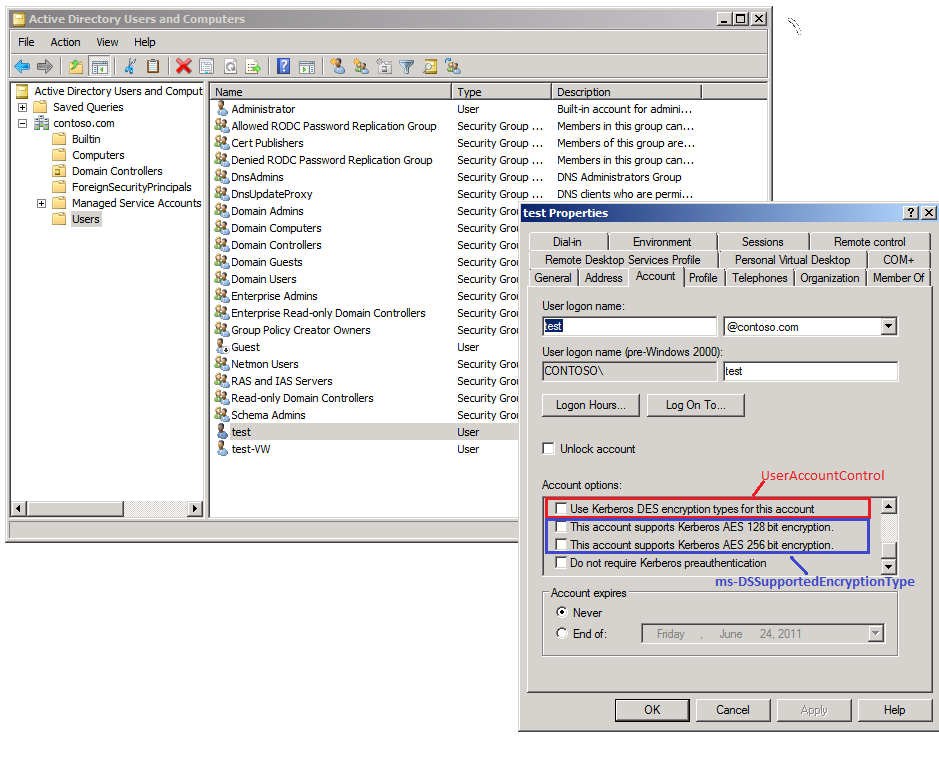 Active Directory Users and Computers
File Action View Help
Active Directory Users and Comput
Saved Queries
contoso.com
Builtin
Computers
Domain Controllers
ForeignSecurityPrincipals
Managed Service Accounts
Users
Name Type Description
Administrator User Built-in account for admini...
Allowed RODC Password Replication Group Security Group ... Members in this group can...
Cert Publishers Security Group ... Members of this group are...
Denied RODC Password Replication Group Security Group ... Members in this group can...
DnsAdmins Security Group ... DNS Administrators Group
DnsUpdateProxy Security Group ... DNS clients who are permi...
Domain Admins Security Grou
Domain Computers Security Grou
Domain Controllers Security Grou
Domain Guests Security Grou
Domain Users Security Grou
Enterprise Admins Security Grou
Enterprise Read-only Domain Controllers Security Grou
Group Policy Creator Owners Security Grou
Guest User
Netmon Users Security Grou
RAS and IAS Servers Security Grou
Read-only Domain Controllers Security Grou
Schema Admins Security Grou
test User
test-VW User
test Properties
Dial-in Environment Sessions Remote control
Remote Desktop Services Profile Personal Virtual Desktop COM+
General Address Account Profile Telephones Organization Member Of
User logon name:
test @contoso.com
User logon name (pre-Windows 2000):
CONTOSO\ test
Logon Hours... Log On To...
Unlock account
UserAccountControl
Account options:
Use Kerberos DES encryption types for this account
This account supports Kerberos AES 128 bit encryption.
This account supports Kerberos AES 256 bit encryption.
Do not require Kerberos preauthentication
ms-DSSupportedEncryptionType
Account expires
Never
End of: Friday , June 24, 2011
OK Cancel Apply Help